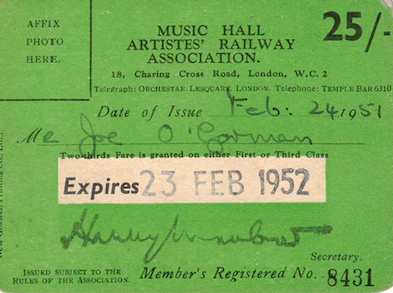 AFFIX
PHOTO
HERE.
MUSIC HALL
ARTISTES' RAILWAY
ASSOCIATION.
25/-
18, Charing Cross Road, London, W.C. 2
Telegraph: ORCHESTAE, LESQUARE, LONDON. Telephone: TEMPLE BAR 6310
Date of Issue Feb: 24.1951
M Joe O'Gorman
Two-thirds Fare is granted on either First or Third Class
Expires 23 FEB 1952
Harry
Secretary.
ISSUED SUBJECT TO THE
RULES OF THE ASSOCIATION.
Member's Registered No. 8431